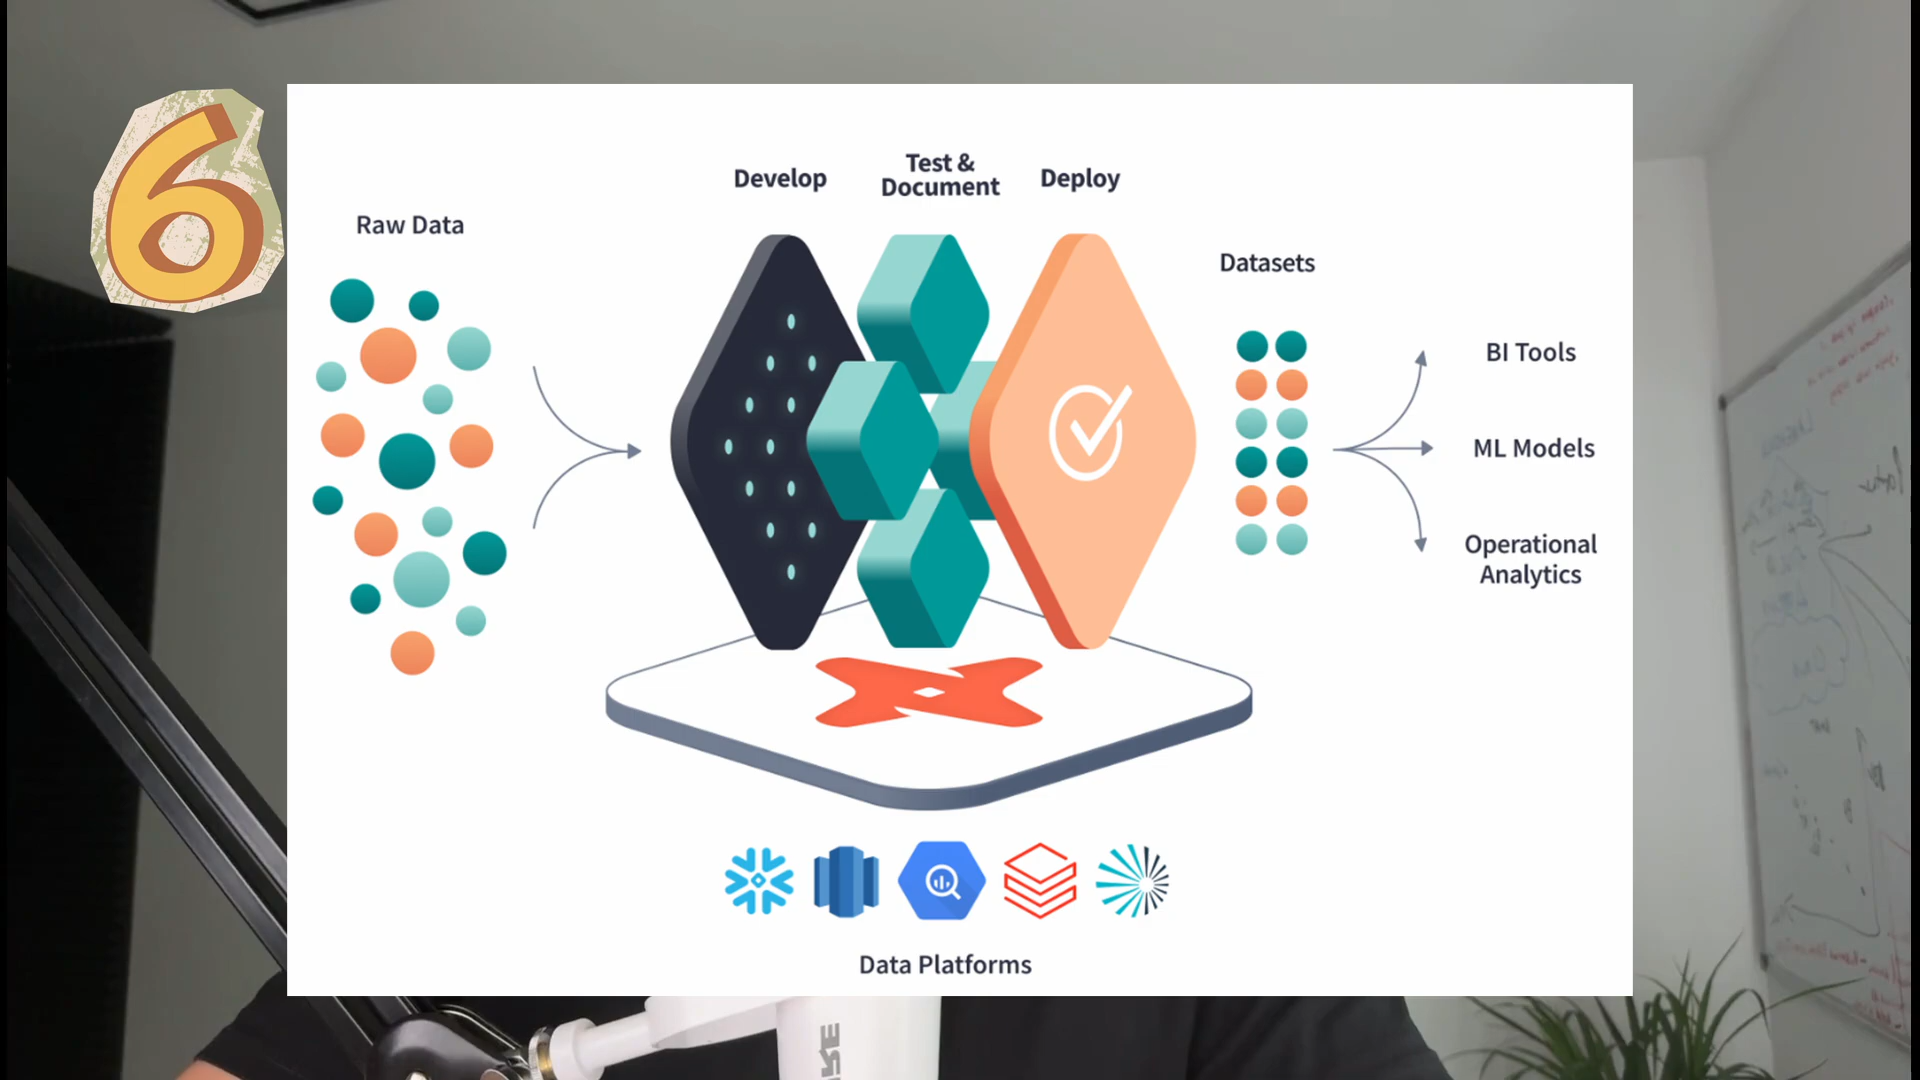 6
Raw Data
Develop
Test &
Document
Deploy
Datasets
BI Tools
ML Models
Operational
Analytics
Data Platforms